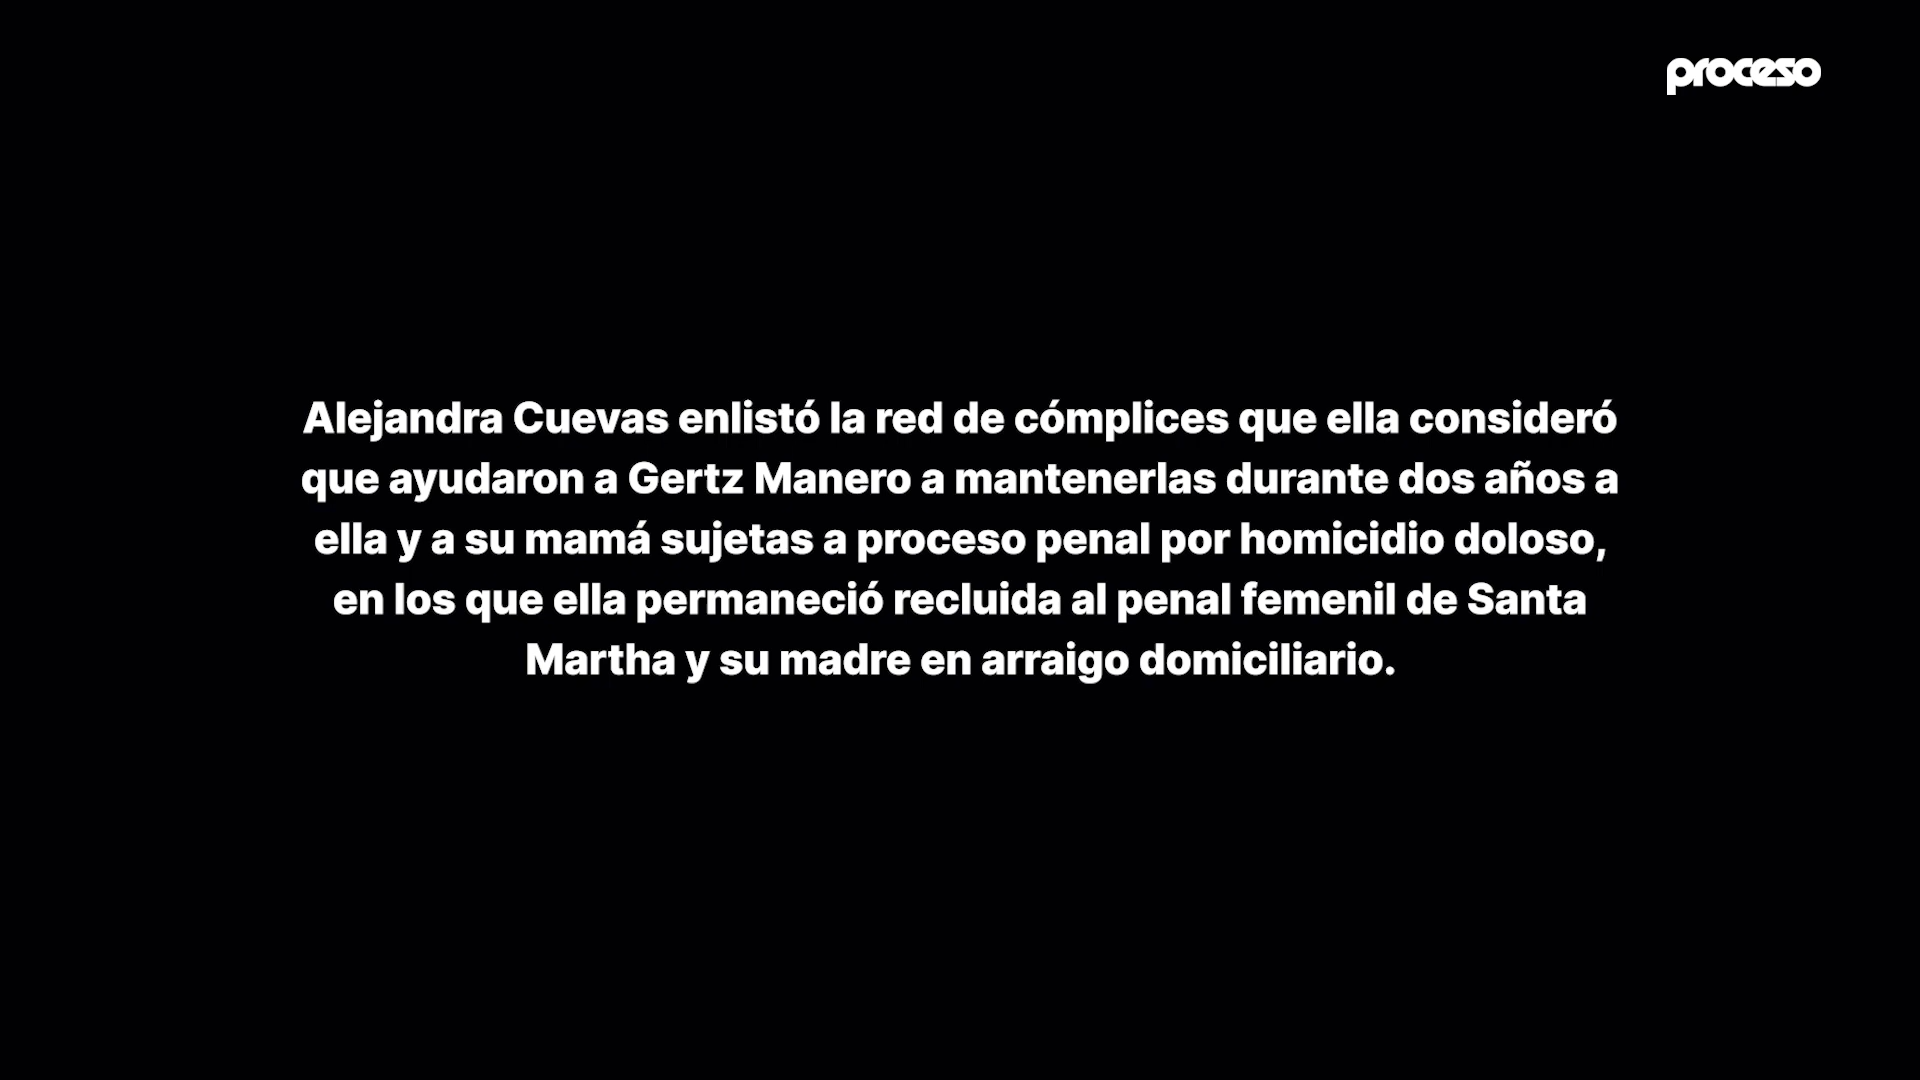 proceso
Alejandra Cuevas enlistó la red de cómplices que ella consideró
que ayudaron a Gertz Manero a mantenerlas durante dos años a
ella y a su mamá sujetas a proceso penal por homicidio doloso,
en los que ella permaneció recluida al penal femenil de Santa
Martha y su madre en arraigo domiciliario.